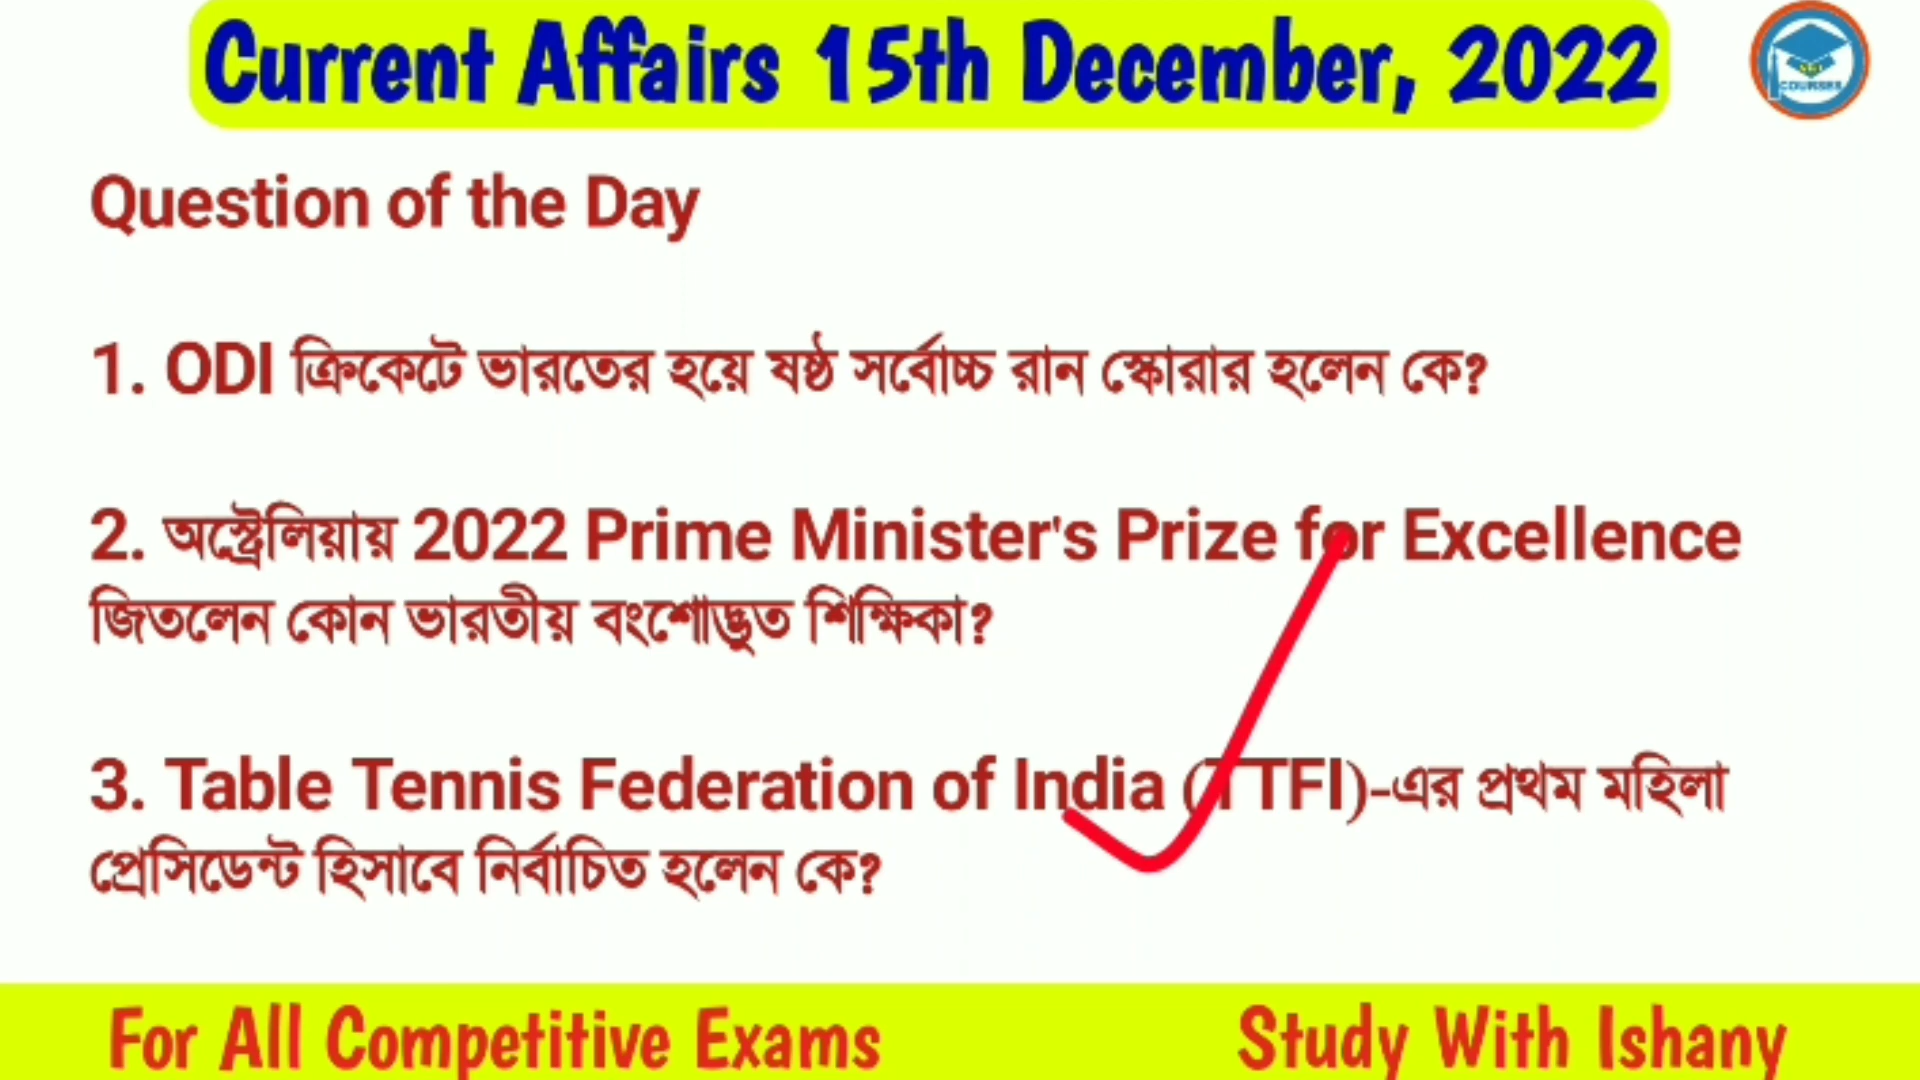 Current Affairs 15th December, 2022
COURSES
Question of the Day
1. ODI ক্রিকেটে ভারতের হয়ে ষষ্ঠ সর্বোচ্চ রান স্কোরার হলেন কে?
2. অস্ট্রেলিয়ায় 2022 Prime Minister's Prize for Excellence
জিতলেন কোন ভারতীয় বংশোদ্ভুত শিক্ষিকা?
3. Table Tennis Federation of India (TTFI)-এর প্রথম মহিলা
প্রেসিডেন্ট হিসাবে নির্বাচিত হলেন কে?
For All Competitive Exams
Study With Ishany